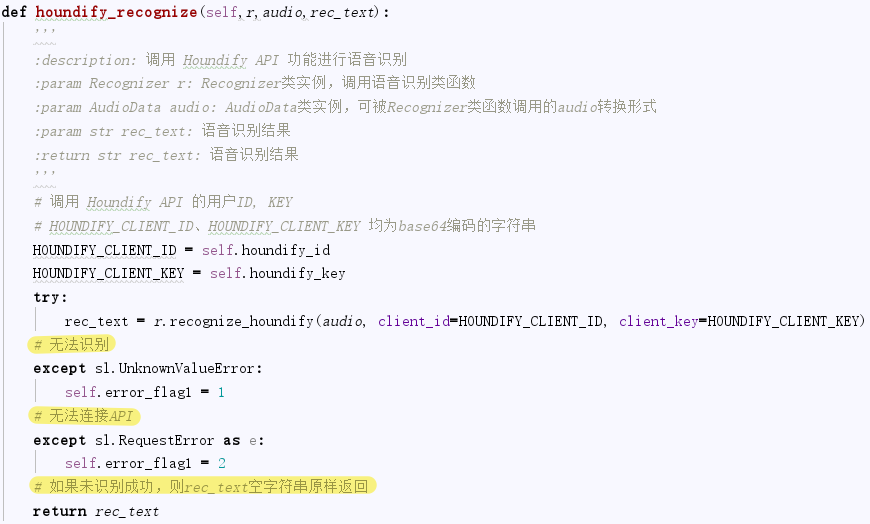 def houndify_recognize(self,r,audio,rec_text):
'''
:description: 调用 Houndify API 功能进行语音识别
:param Recognizer r: Recognizer类实例，调用语音识别类函数
:param AudioData audio: AudioData类实例，可被Recognizer类函数调用的audio转换形式
:param str rec_text: 语音识别结果
:return str rec_text: 语音识别结果
'''
# 调用 Houndify API 的用户ID, KEY
# HOUNDIFY_CLIENT_ID、HOUNDIFY_CLIENT_KEY 均为base64编码的字符串
HOUNDIFY_CLIENT_ID = self.houndify_id
HOUNDIFY_CLIENT_KEY = self.houndify_key
try:
rec_text = r.recognize_houndify(audio, client_id=HOUNDIFY_CLIENT_ID, client_key=HOUNDIFY_CLIENT_KEY)
# 无法识别
except sl.UnknownValueError:
self.error_flag1 = 1
# 无法连接API
except sl.RequestError as e:
self.error_flag1 = 2
# 如果未识别成功，则rec_text空字符串原样返回
return rec_text